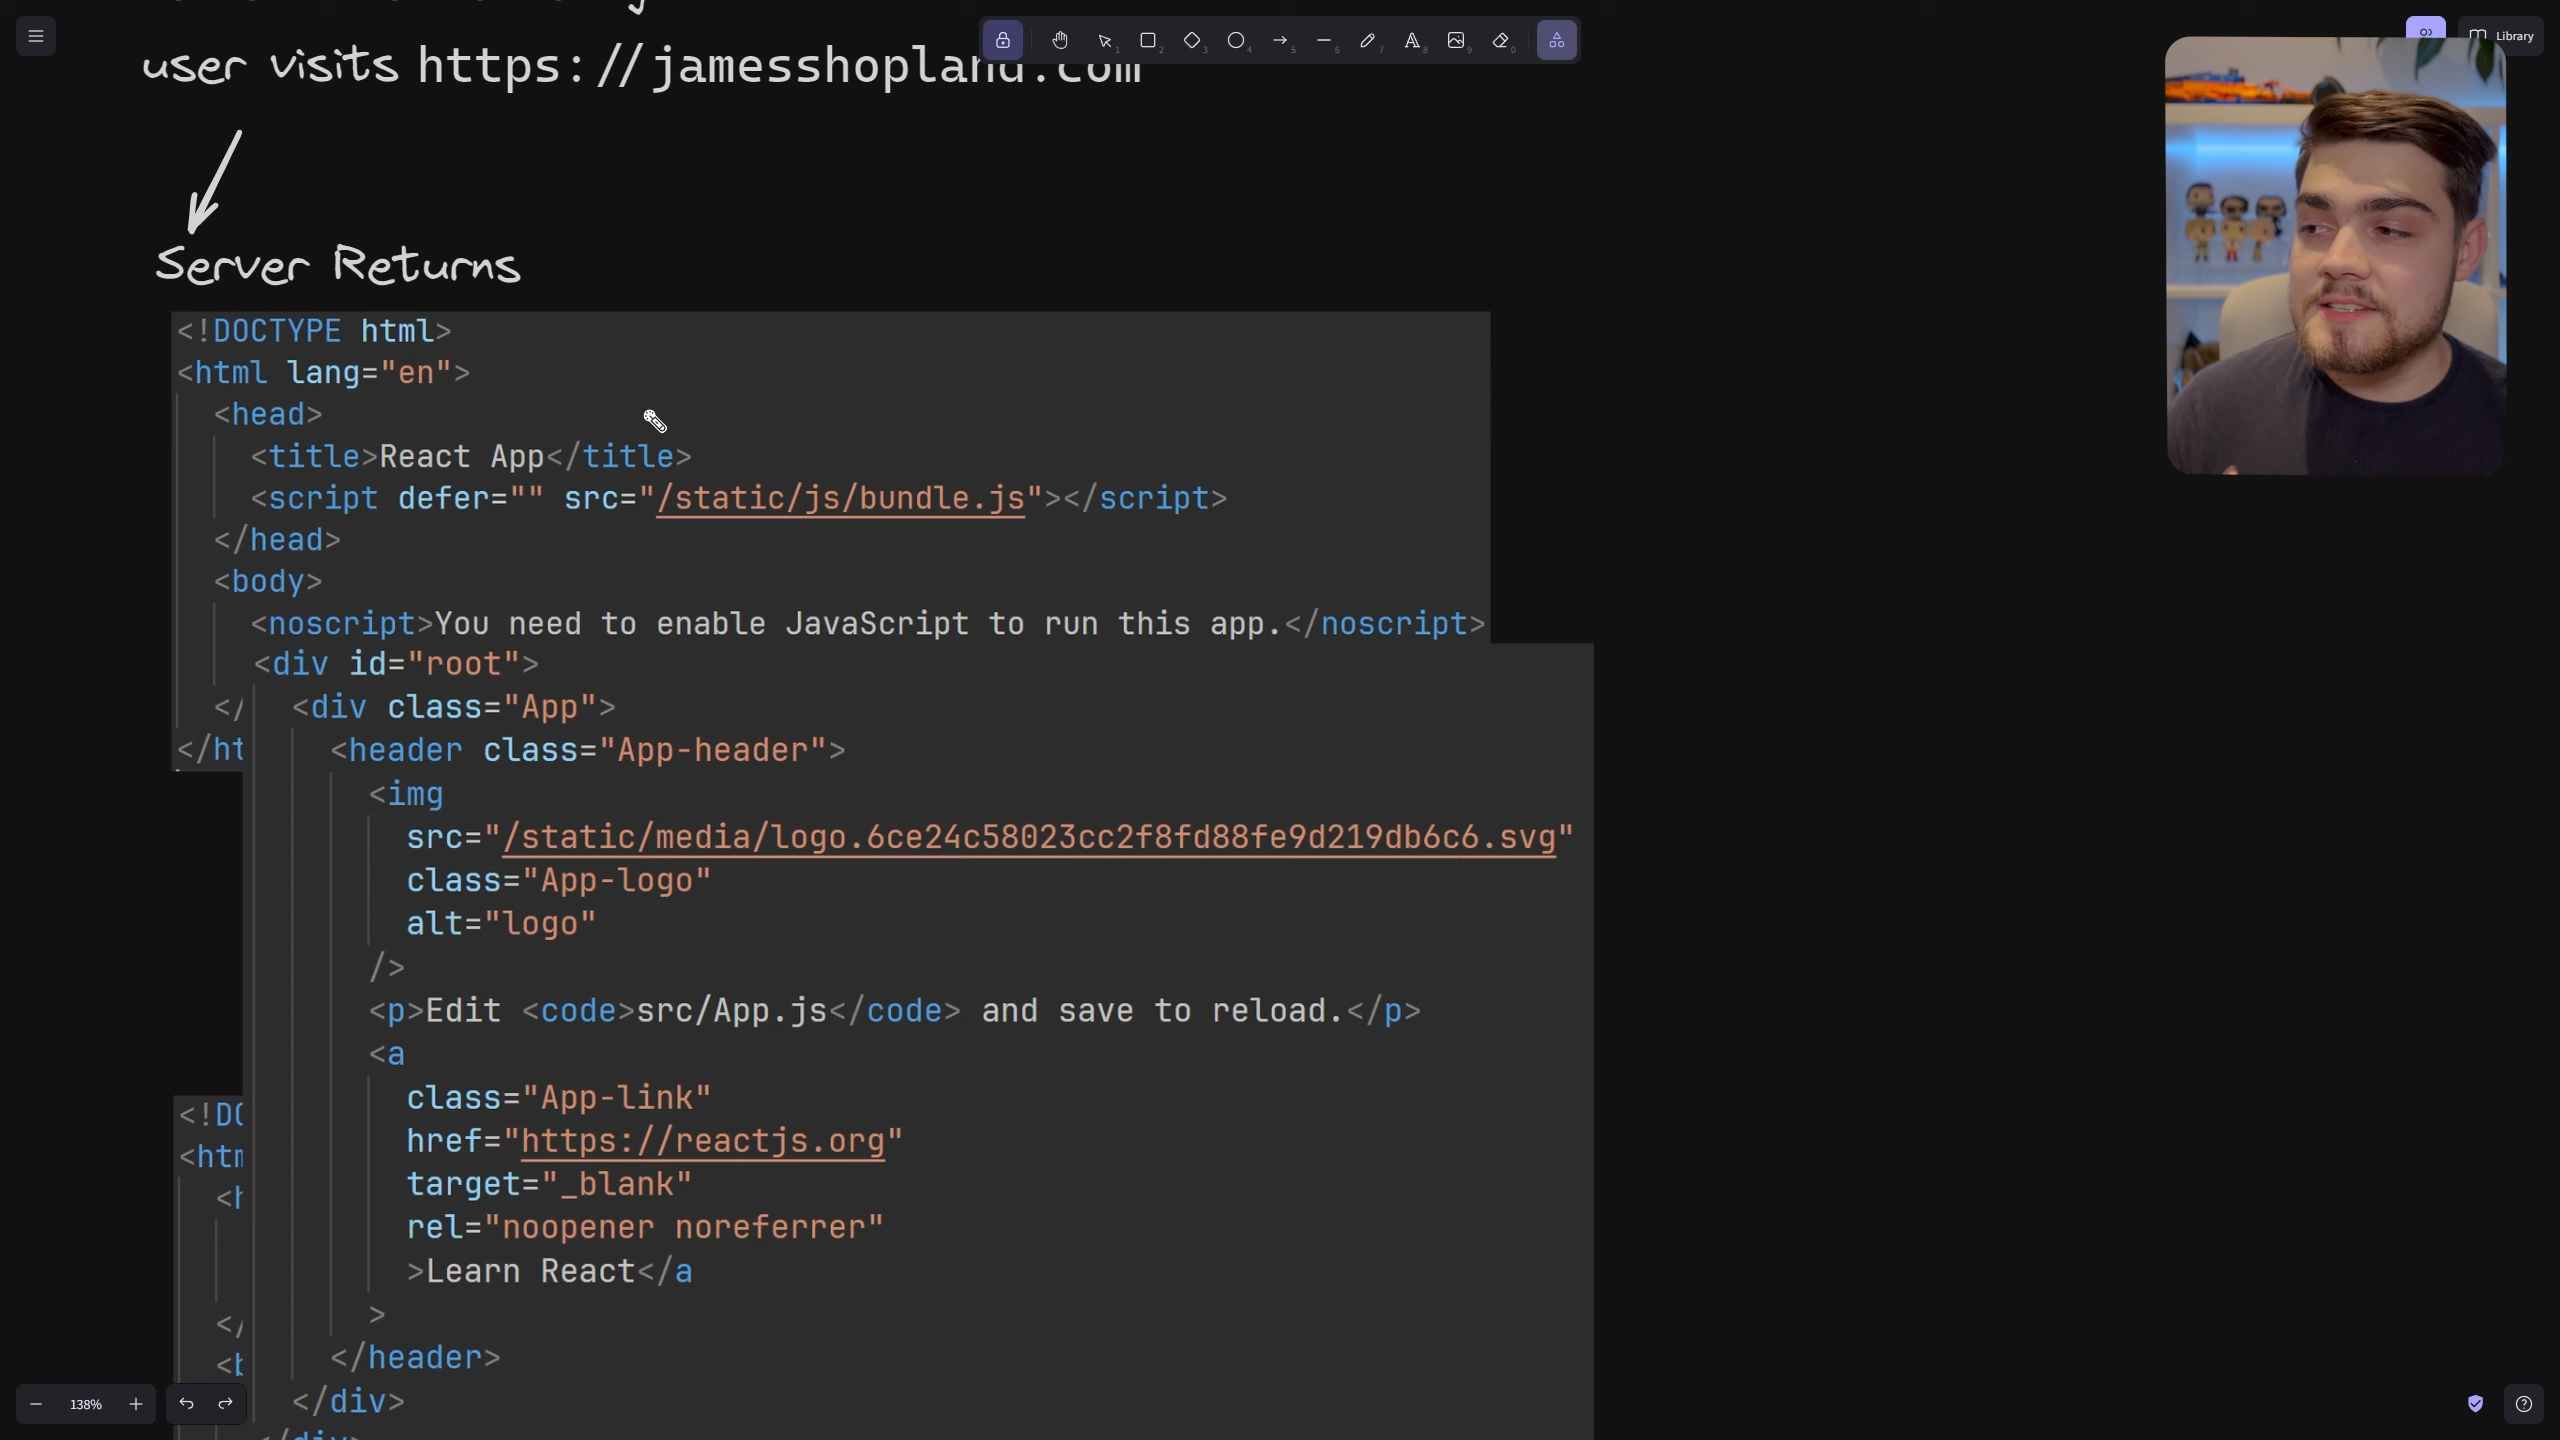 user visits https://jamesshopland.com
Library
Server Returns
<!DOCTYPE html>
<html lang="en">
<head>
<title>React App</title>
<script defer="" src="/static/js/bundle.js"></script>
</head>
<body>
<noscript>You need to enable JavaScript to run this app.</noscript>
<div id="root">
</
<div class="App">
</ht
<header class="App-header">
<img
src="/static/media/logo.6ce24c58023cc2f8fd88fe9d219db6c6.svg"
class="App-logo"
alt="logo"
/>
<p>Edit <code>src/App.js</code> and save to reload.</p>
<a
class="App-link"
<!DO
href="https://reactjs.org"
<htm
target="_blank"
<h
rel="noopener noreferrer"
>Learn React</a
>
</
</header>
<b
</div>
138%
</div>